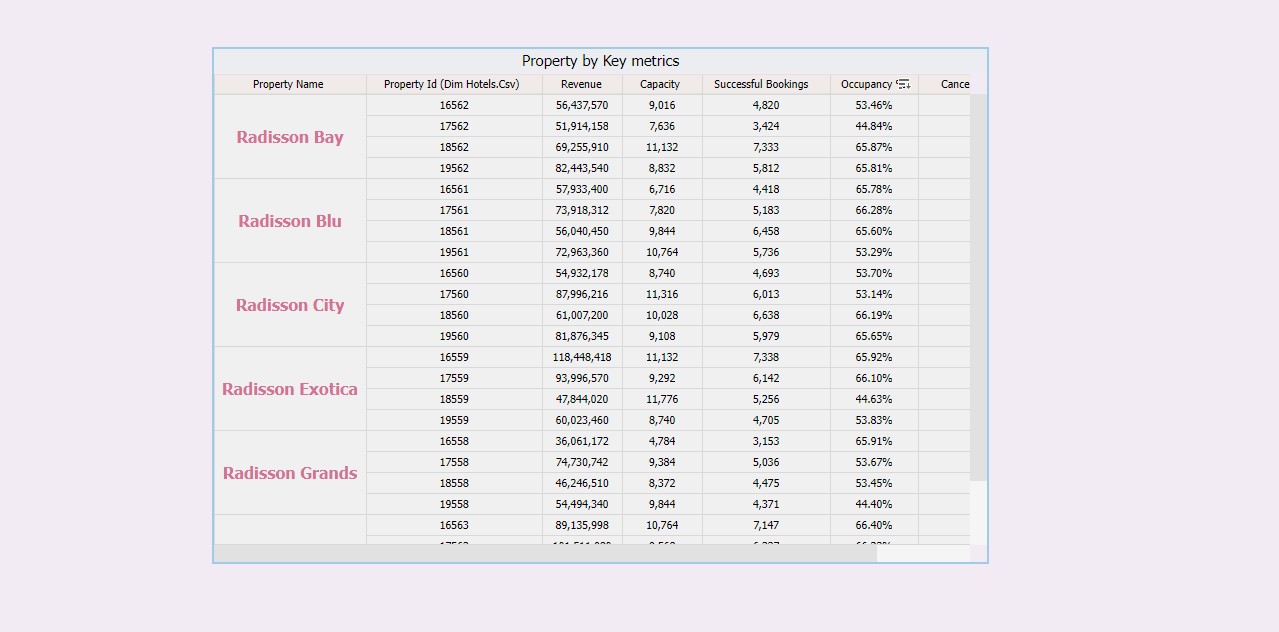 Property by Key metrics
Property Name Property Id (Dim Hotels.Csv) Revenue Capacity Successful Bookings Occupancy Cance
Radisson Bay
16562 56,437,570 9,016 4,820 53.46%
17562 51,914,158 7,636 3,424 44.84%
18562 69,255,910 11,132 7,333 65.87%
19562 82,443,540 8,832 5,812 65.81%
Radisson Blu
16561 57,933,400 6,716 4,418 65.78%
17561 73,918,312 7,820 5,183 66.28%
18561 56,040,450 9,844 6,458 65.60%
19561 72,963,360 10,764 5,736 53.29%
Radisson City
16560 54,932,178 8,740 4,693 53.70%
17560 87,996,216 11,316 6,013 53.14%
18560 61,007,200 10,028 6,638 66.19%
19560 81,876,345 9,108 5,979 65.65%
Radisson Exotica
16559 118,448,418 11,132 7,338 65.92%
17559 93,996,570 9,292 6,142 66.10%
18559 47,844,020 11,776 5,256 44.63%
19559 60,023,460 8,740 4,705 53.83%
Radisson Grands
16558 36,061,172 4,784 3,153 65.91%
17558 74,730,742 9,384 5,036 53.67%
18558 46,246,510 8,372 4,475 53.45%
19558 54,494,340 9,844 4,371 44.40%
16563 89,135,998 10,764 7,147 66.40%